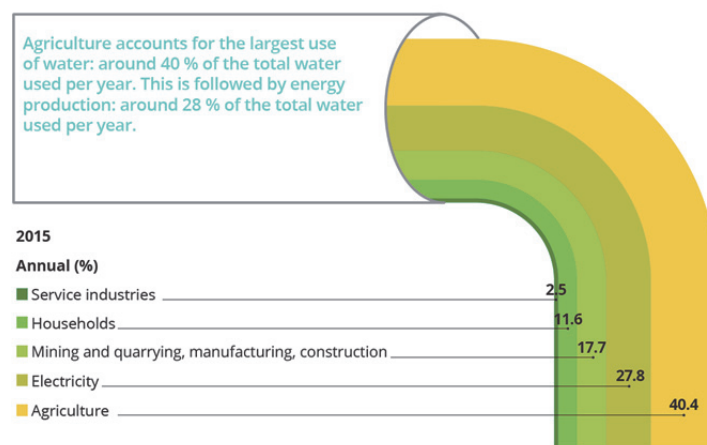 Agriculture accounts for the largest use
of water: around 40 % of the total water
used per year. This is followed by energy
production: around 28 % of the total water
used per year.
2015
Annual (%)
Service industries 2.5
Households 11.6
Mining and quarrying, manufacturing, construction 17.7
Electricity 27.8
Agriculture 40.4